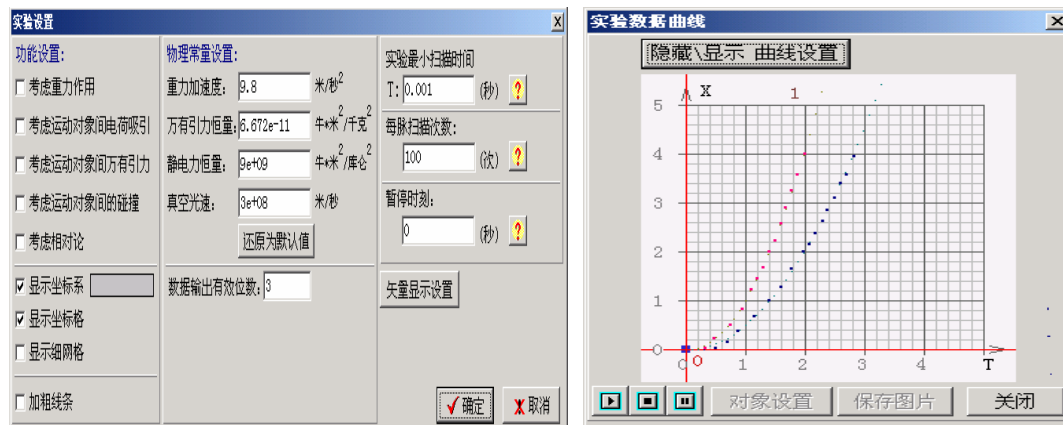 实验设置
功能设置:
考虑重力作用
考虑运动对象间电荷吸引
考虑运动对象间万有引力
考虑运动对象间的碰撞
考虑相对论
显示坐标系
显示坐标格
显示细网格
加粗线条
物理常量设置:
重力加速度: 9.8 米/秒²
万有引力恒量: 6.672e-11 牛*米²/千克²
静电力恒量: 9e+09 牛*米²/库仑²
真空光速: 3e+08 米/秒
还原为默认值
数据输出有效位数: 3
实验最小扫描时间
T: 0.001 (秒) ?
每脉扫描次数:
100 (次) ?
暂停时刻:
0 (秒) ?
矢量显示设置
确定 取消
实验数据曲线
隐藏\显示 曲线设置
X 1
5
4
3
2
1
0
0 O 1 2 3 4 T
对象设置 保存图片 关闭